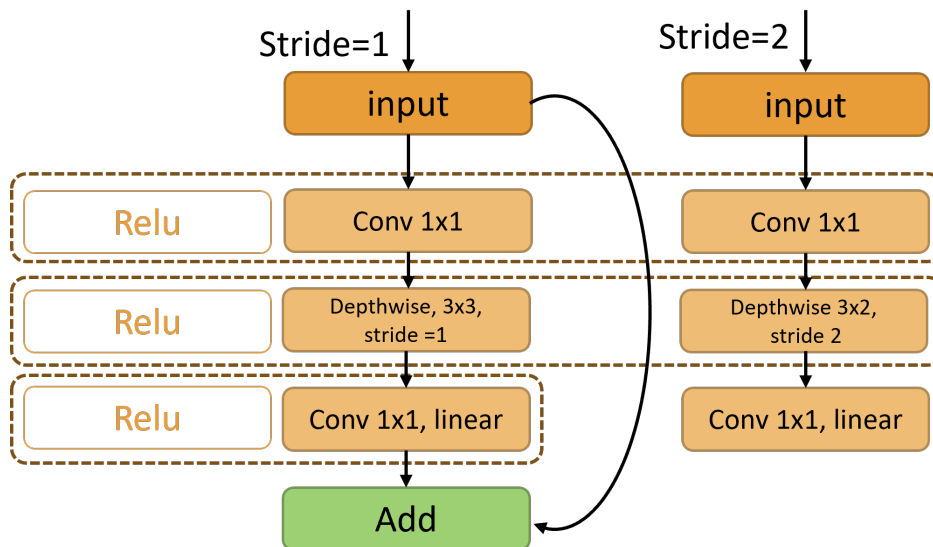 Stride=1
Stride=2
input
input
Relu
Conv 1x1
Conv 1x1
Relu
Depthwise, 3x3,
stride =1
Depthwise 3x2,
stride 2
Relu
Conv 1x1, linear
Conv 1x1, linear
Add